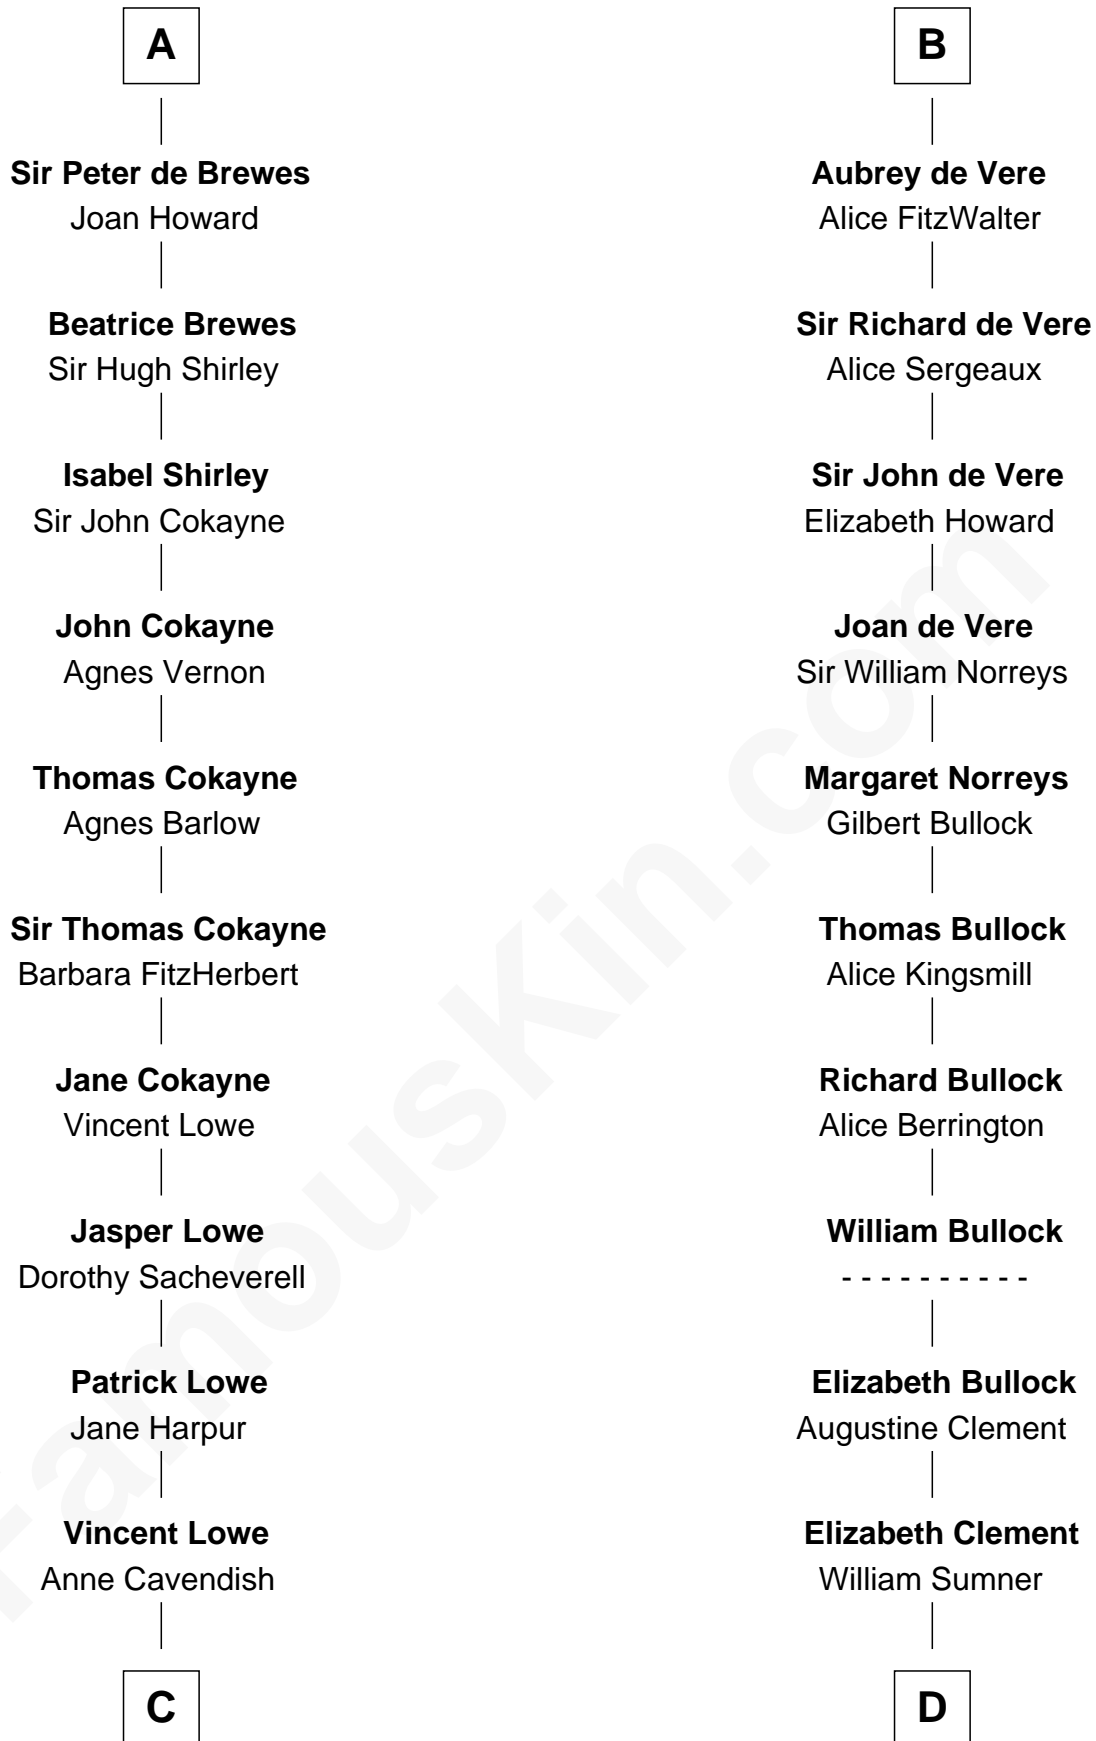 A
Sir Peter de Brewes
Joan Howard
Beatrice Brewes
Sir Hugh Shirley
Isabel Shirley
Sir John Cokayne
John Cokayne
Agnes Vernon
Thomas Cokayne
Agnes Barlow
Sir Thomas Cokayne
Barbara FitzHerbert
Jane Cokayne
Vincent Lowe
Jasper Lowe
Dorothy Sacheverell
Patrick Lowe
Jane Harpur
Vincent Lowe
Anne Cavendish
C
B
Aubrey de Vere
Alice FitzWalter
Sir Richard de Vere
Alice Sergeaux
Sir John de Vere
Elizabeth Howard
Joan de Vere
Sir William Norreys
Margaret Norreys
Gilbert Bullock
Thomas Bullock
Alice Kingsmill
Richard Bullock
Alice Berrington
William Bullock
- - - - - - - - - -
Elizabeth Bullock
Augustine Clement
Elizabeth Clement
William Sumner
D
FamousKin.com